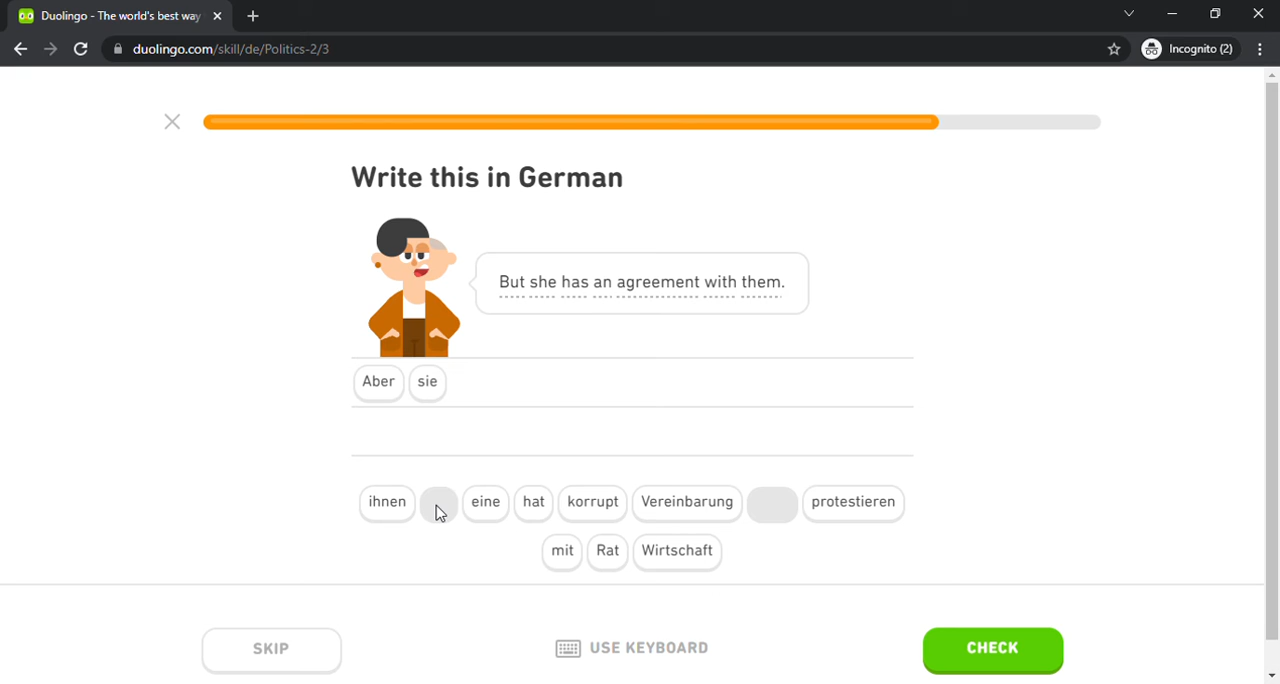 Duolingo - The world's best way
duolingo.com/skill/de/Politics-2/3
Incognito (2)
Write this in German
But she has an agreement with them.
Aber sie
ihnen eine hat korrupt Vereinbarung protestieren
mit Rat Wirtschaft
SKIP USE KEYBOARD CHECK